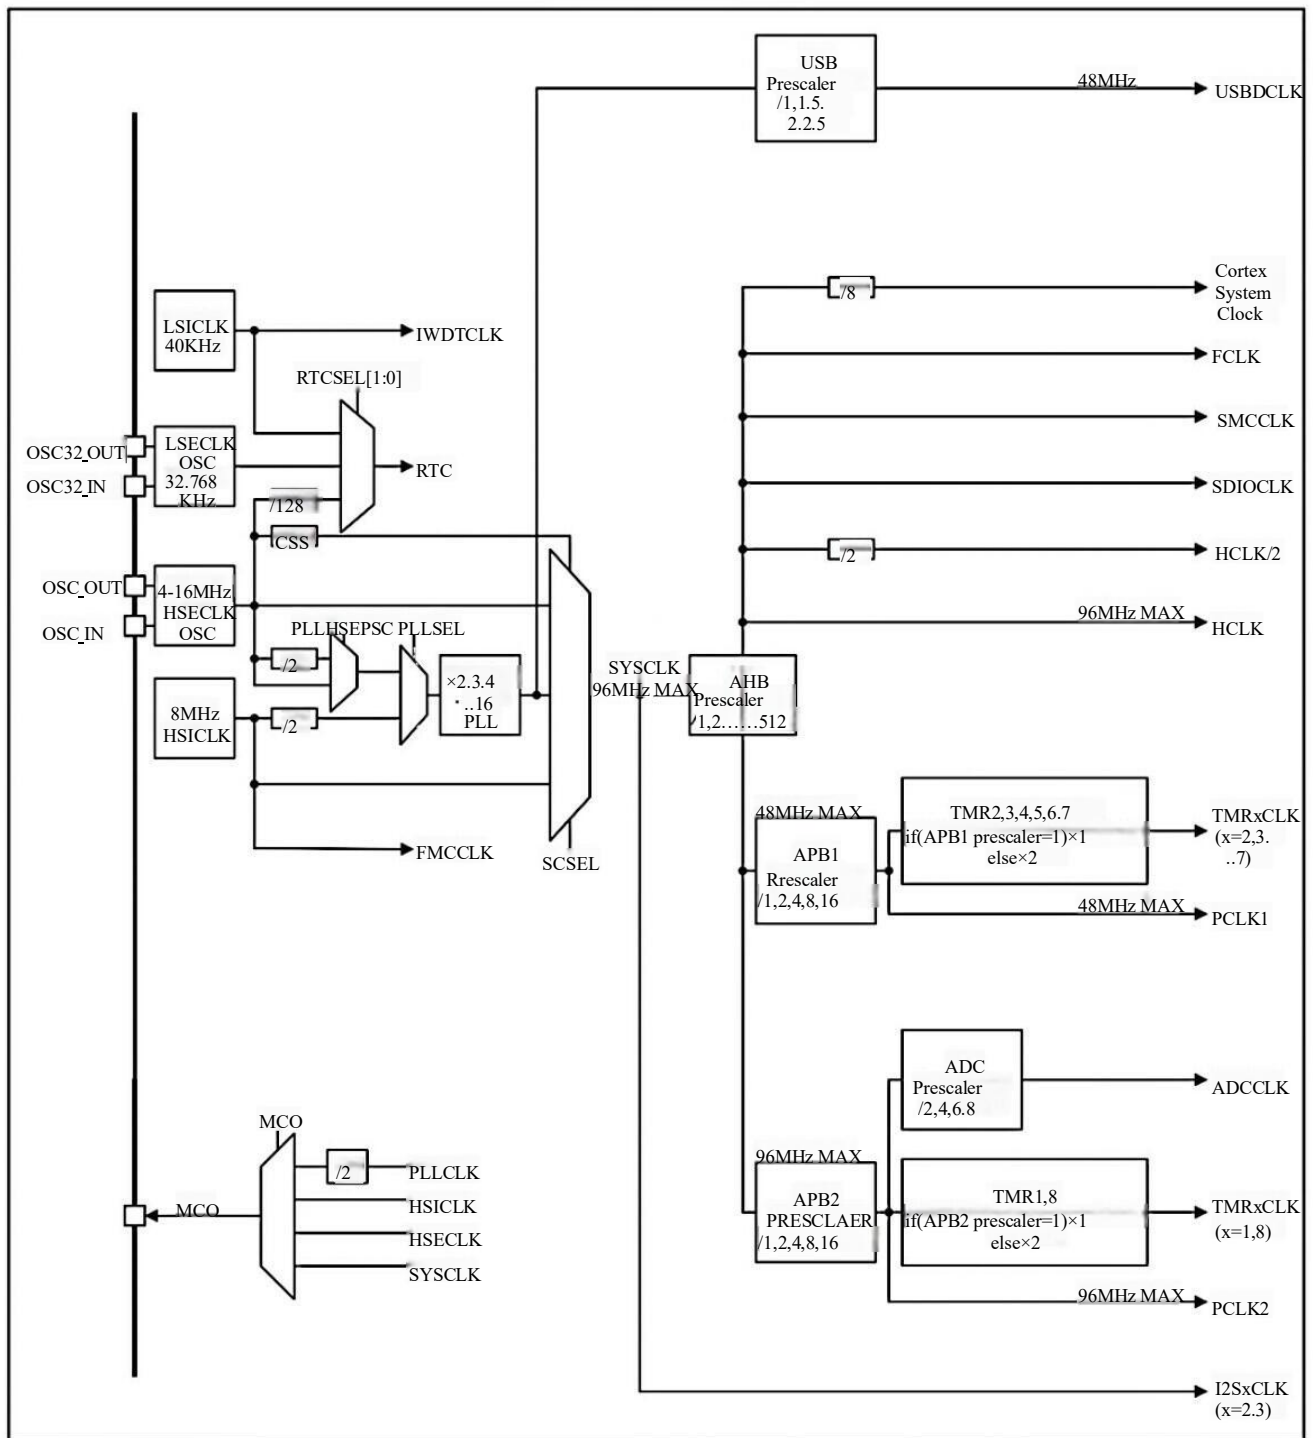 USB
Prescaler
/1,1.5.
2.2.5
48MHz
USBDCLK
/8
Cortex
System
Clock
FCLK
SMCCLK
SDIOCLK
/2
HCLK/2
96MHz MAX
HCLK
LSICLK
40KHz
IWDTCLK
RTCSEL[1:0]
OSC32_OUT
OSC32_IN
LSECLK
OSC
32.768
KHz
RTC
/128
CSS
OSC_OUT
OSC_IN
4-16MHz
HSECLK
OSC
PLLHSEPSC PLLSEL
/2
×2.3.4
..16
PLL
8MHz
HSICLK
/2
FMCCLK
SCSEL
SYSCLK
96MHz MAX
AHB
Prescaler
/1,2……512
48MHz MAX
APB1
Rrescaler
/1,2,4,8,16
TMR2,3,4,5,6.7
if(APB1 prescaler=1)×1
else×2
TMRxCLK
(x=2,3.
..7)
48MHz MAX
PCLK1
ADC
Prescaler
/2,4,6.8
ADCCLK
96MHz MAX
APB2
PRESCLAER
/1,2,4,8,16
TMR1,8
if(APB2 prescaler=1)×1
else×2
TMRxCLK
(x=1,8)
96MHz MAX
PCLK2
I2SxCLK
(x=2.3)
MCO
MCO
/2
PLLCLK
HSICLK
HSECLK
SYSCLK